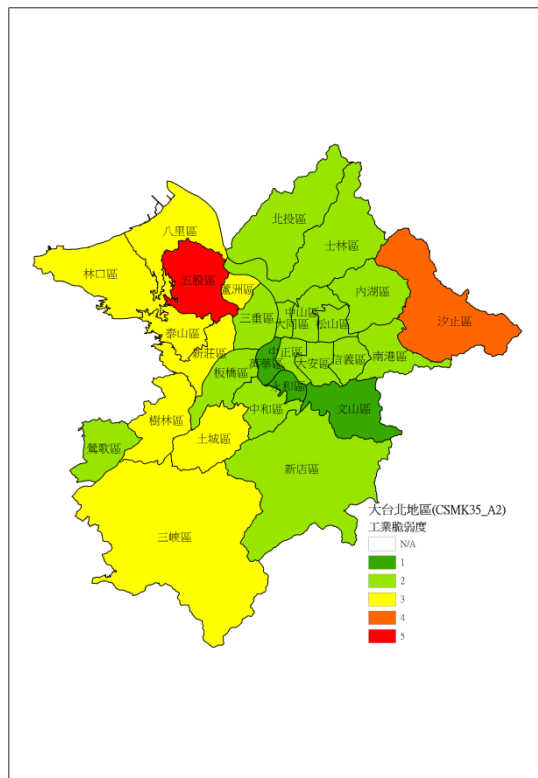 北投區
士林區
八里區
林口區
五股區
蘆洲區
內湖區
汐止區
三重區
中山區
大同區
松山區
泰山區
新莊區
中正區
萬華區
大安區
信義區
南港區
板橋區
永和區
中和區
文山區
樹林區
土城區
鶯歌區
新店區
三峽區
大台北地區(CSMK35_A2)
工業脆弱度
N/A
1
2
3
4
5